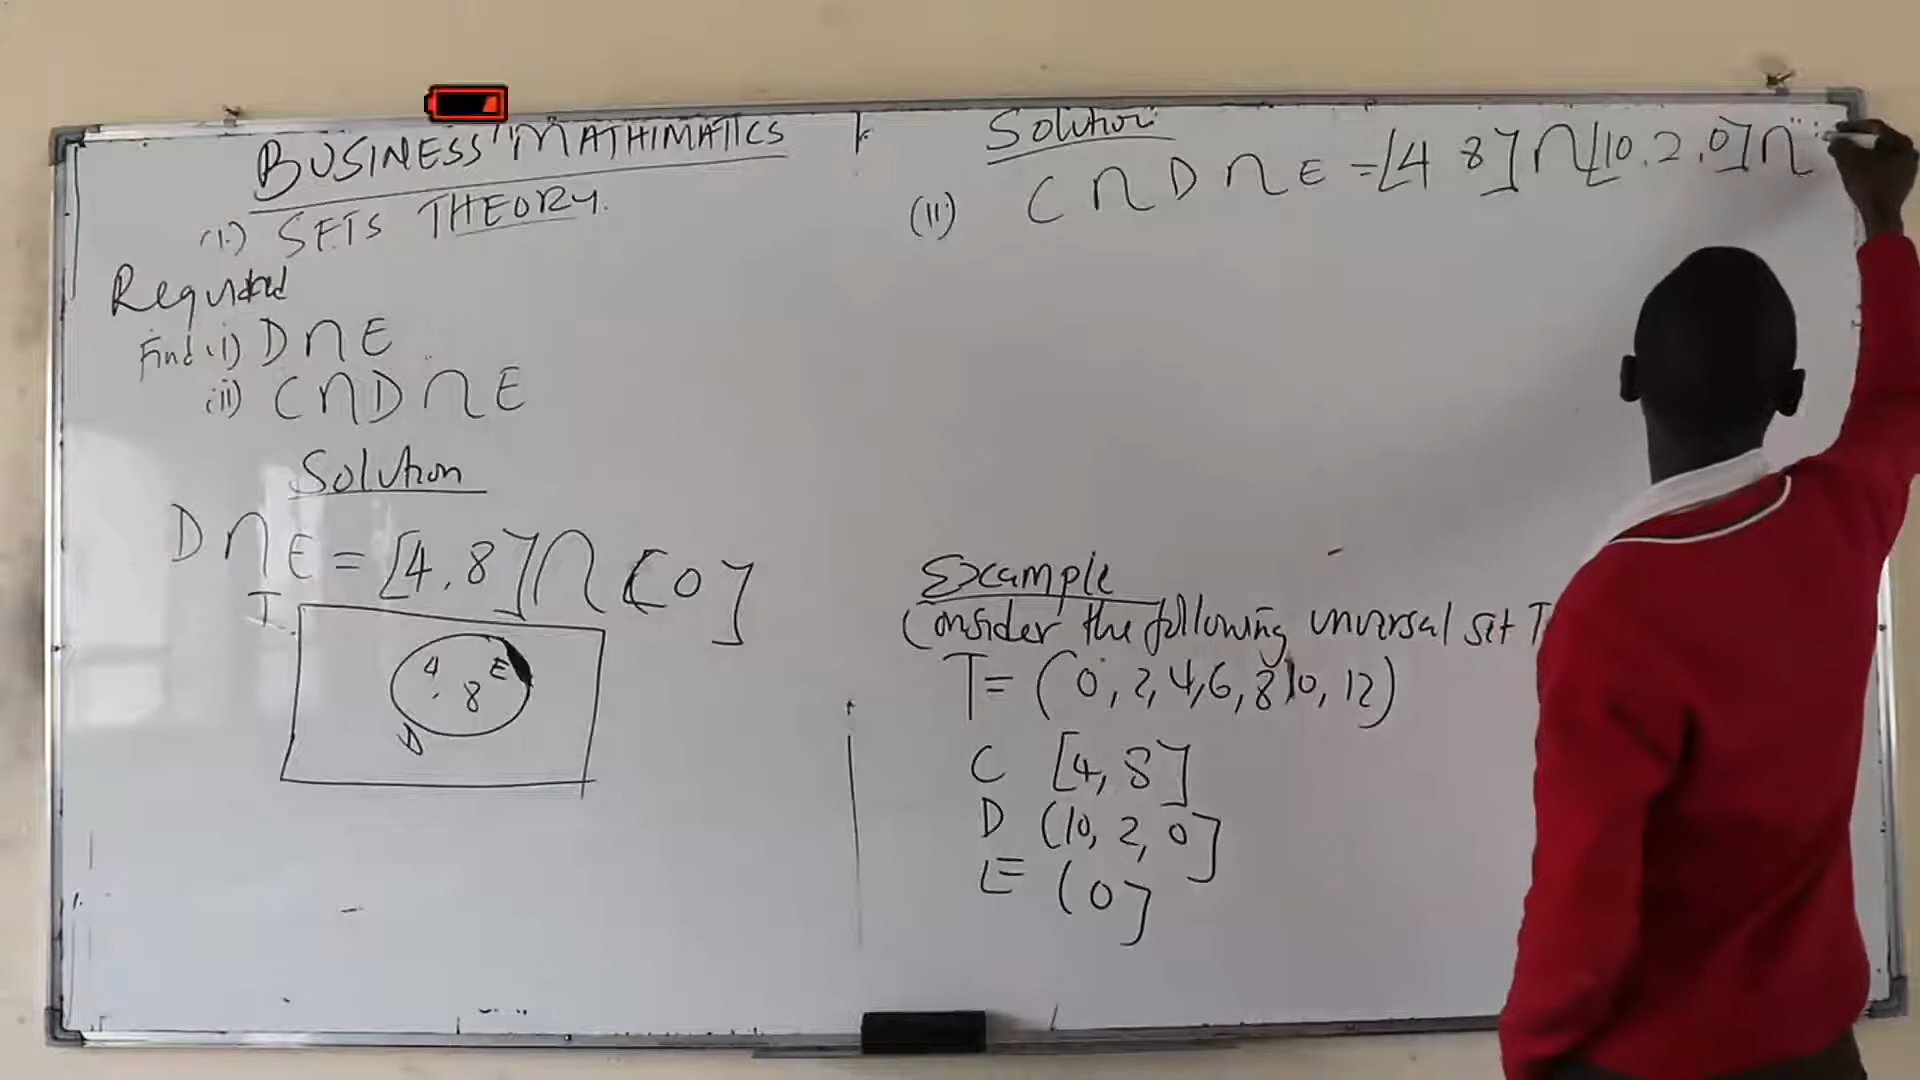 BUSINESS MATHIMATICS
(1.) SETS THEORY.
Find (i) D ∩ E
(ii) C ∩ D ∩ E
Solution
D ∩ E = [4, 8] ∩ [0]
T
4 E
8
D
Solution
(11) C ∩ D ∩ E = [4 8] ∩ [10, 2, 0] ∩
Example
Consider the following universal set T
T= (0, 2, 4, 6, 8 10, 12)
C [4, 8]
D (10, 2, 0]
E (0]